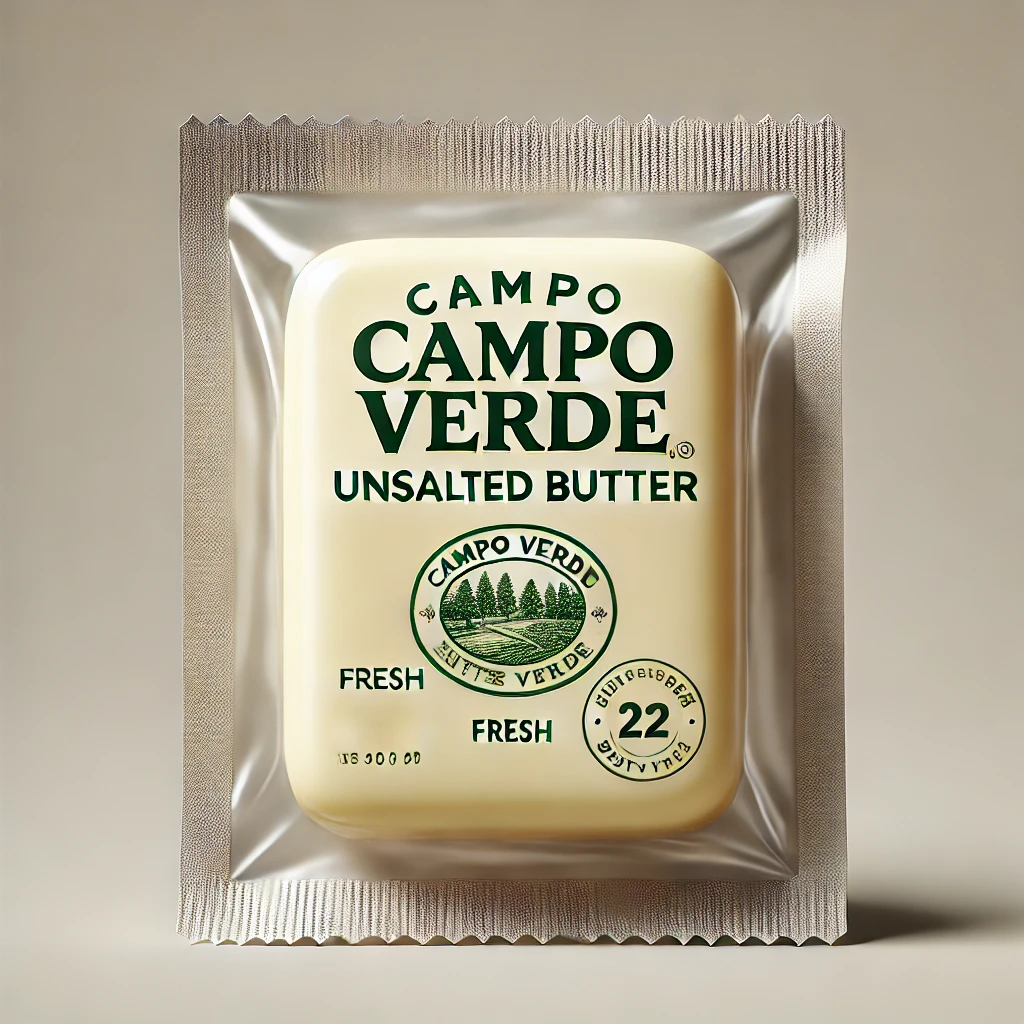 CAMPO
CAMPO
VERDE
UNSALTED BUTTER
CAMPO VERDE
VERDE
FRESH
FRESH
22